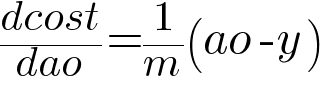 dcost/dao = 1/m (ao - y)